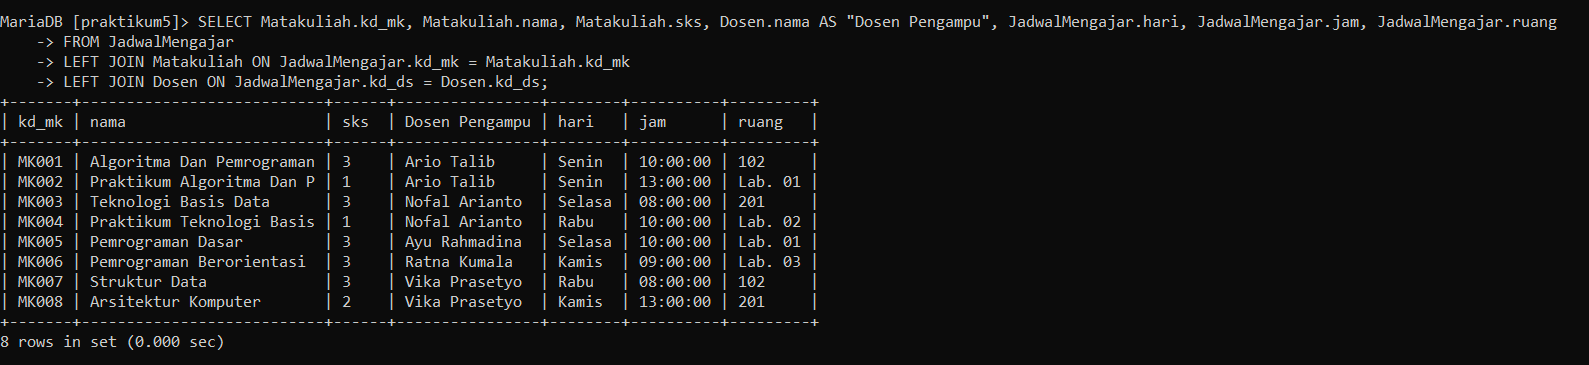 MariaDB [praktikum5]> SELECT Matakuliah.kd_mk, Matakuliah.nama, Matakuliah.sks, Dosen.nama AS "Dosen Pengampu", JadwalMengajar.hari, JadwalMengajar.jam, JadwalMengajar.ruang
    -> FROM JadwalMengajar
    -> LEFT JOIN Matakuliah ON JadwalMengajar.kd_mk = Matakuliah.kd_mk
    -> LEFT JOIN Dosen ON JadwalMengajar.kd_ds = Dosen.kd_ds;
+-------+---------------------------+------+----------------+--------+----------+---------+
| kd_mk | nama                      | sks  | Dosen Pengampu | hari   | jam      | ruang   |
+-------+---------------------------+------+----------------+--------+----------+---------+
| MK001 | Algoritma Dan Pemrograman | 3    | Ario Talib     | Senin  | 10:00:00 | 102     |
| MK002 | Praktikum Algoritma Dan P | 1    | Ario Talib     | Senin  | 13:00:00 | Lab. 01 |
| MK003 | Teknologi Basis Data      | 3    | Nofal Arianto  | Selasa | 08:00:00 | 201     |
| MK004 | Praktikum Teknologi Basis | 1    | Nofal Arianto  | Rabu   | 10:00:00 | Lab. 02 |
| MK005 | Pemrograman Dasar         | 3    | Ayu Rahmadina  | Selasa | 10:00:00 | Lab. 01 |
| MK006 | Pemrograman Berorientasi  | 3    | Ratna Kumala   | Kamis  | 09:00:00 | Lab. 03 |
| MK007 | Struktur Data             | 3    | Vika Prasetyo  | Rabu   | 08:00:00 | 102     |
| MK008 | Arsitektur Komputer       | 2    | Vika Prasetyo  | Kamis  | 13:00:00 | 201     |
+-------+---------------------------+------+----------------+--------+----------+---------+
8 rows in set (0.000 sec)